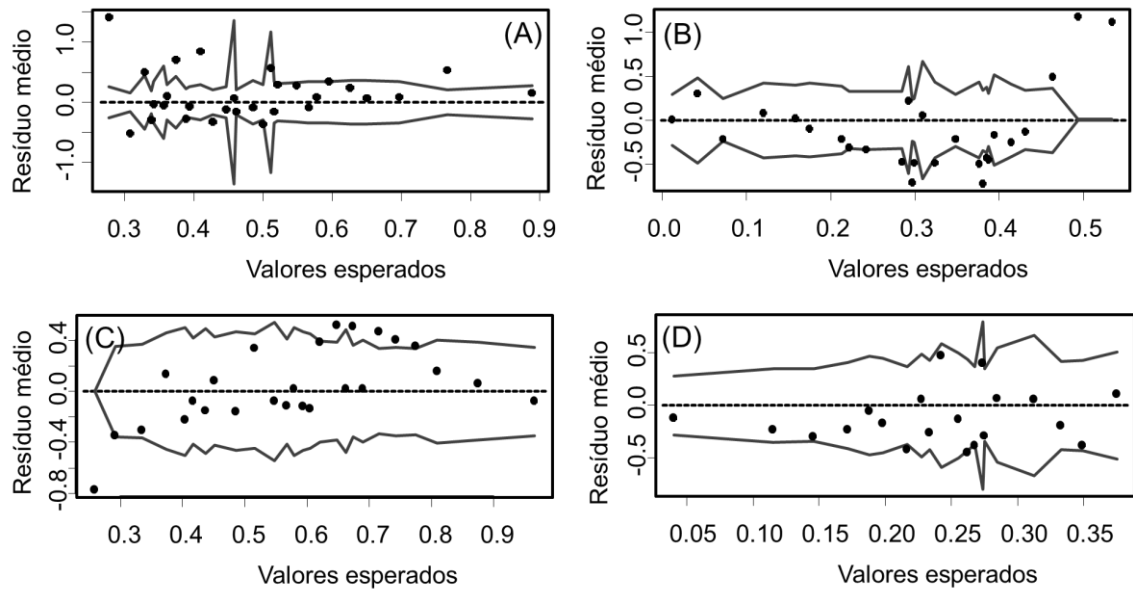 (A)
Resíduo médio
1.0
0.0
-1.0
0.3 0.4 0.5 0.6 0.7 0.8 0.9
Valores esperados
(B)
Resíduo médio
1.0
0.5
0.0
-0.5
0.0 0.1 0.2 0.3 0.4 0.5
Valores esperados
(C)
Resíduo médio
0.4
0.0
-0.4
-0.8
0.3 0.4 0.5 0.6 0.7 0.8 0.9
Valores esperados
(D)
Resíduo médio
0.5
0.0
-0.5
0.05 0.10 0.15 0.20 0.25 0.30 0.35
Valores esperados